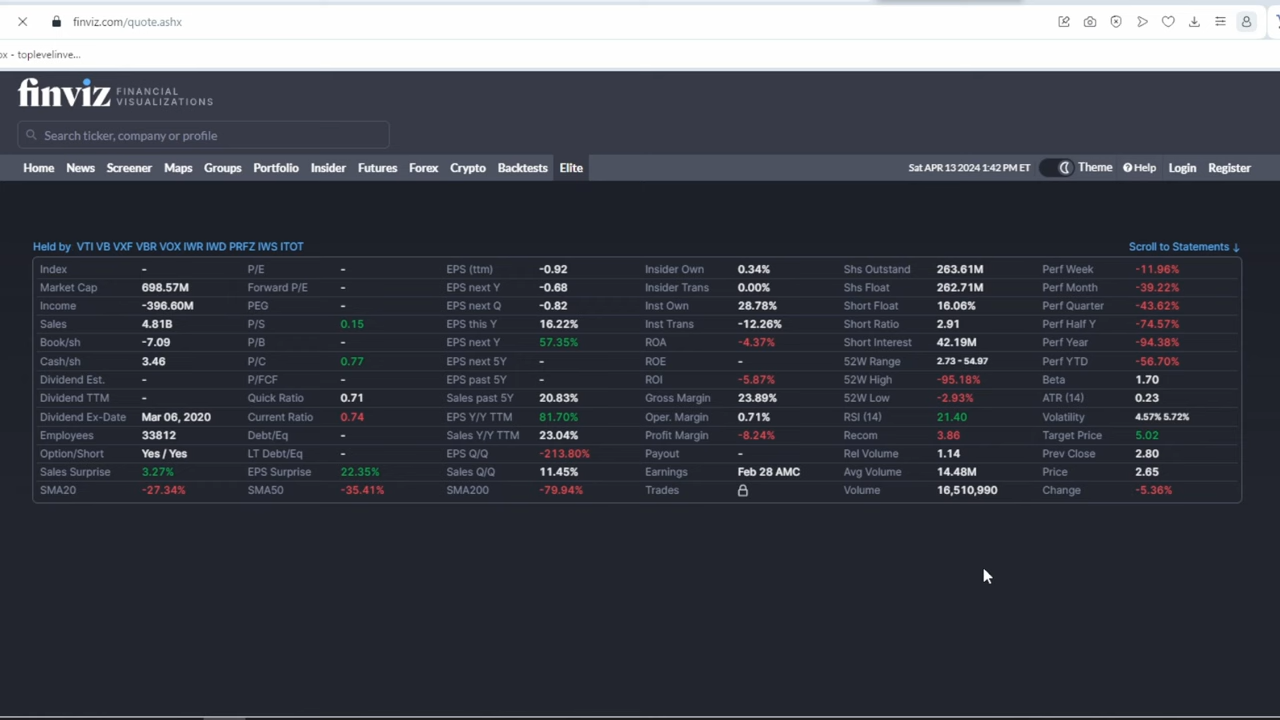 finviz.com/quote.ashx
ox - toplevelinve...
finviz FINANCIAL VISUALIZATIONS
Search ticker, company or profile
Home News Screener Maps Groups Portfolio Insider Futures Forex Crypto Backtests Elite Sat APR 13 2024 1:42 PM ET Theme Help Login Register
Held by VTI VB VXF VBR VOX IWR IWD PRFZ IWS ITOT Scroll to Statements ↓
Index - P/E - EPS (ttm) -0.92 Insider Own 0.34% Shs Outstand 263.61M Perf Week -11.96%
Market Cap 698.57M Forward P/E - EPS next Y -0.68 Insider Trans 0.00% Shs Float 262.71M Perf Month -39.22%
Income -396.60M PEG - EPS next Q -0.82 Inst Own 28.78% Short Float 16.06% Perf Quarter -43.62%
Sales 4.81B P/S 0.15 EPS this Y 16.22% Inst Trans -12.26% Short Ratio 2.91 Perf Half Y -74.57%
Book/sh -7.09 P/B - EPS next Y 57.35% ROA -4.37% Short Interest 42.19M Perf Year -94.38%
Cash/sh 3.46 P/C 0.77 EPS next 5Y - ROE - 52W Range 2.73 - 54.97 Perf YTD -56.70%
Dividend Est. - P/FCF - EPS past 5Y - ROI -5.87% 52W High -95.18% Beta 1.70
Dividend TTM - Quick Ratio 0.71 Sales past 5Y 20.83% Gross Margin 23.89% 52W Low -2.93% ATR (14) 0.23
Dividend Ex-Date Mar 06, 2020 Current Ratio 0.74 EPS Y/Y TTM 81.70% Oper. Margin 0.71% RSI (14) 21.40 Volatility 4.57% 5.72%
Employees 33812 Debt/Eq - Sales Y/Y TTM 23.04% Profit Margin -8.24% Recom 3.86 Target Price 5.02
Option/Short Yes / Yes LT Debt/Eq - EPS Q/Q -213.80% Payout - Rel Volume 1.14 Prev Close 2.80
Sales Surprise 3.27% EPS Surprise 22.35% Sales Q/Q 11.45% Earnings Feb 28 AMC Avg Volume 14.48M Price 2.65
SMA20 -27.34% SMA50 -35.41% SMA200 -79.94% Trades Volume 16,510,990 Change -5.36%